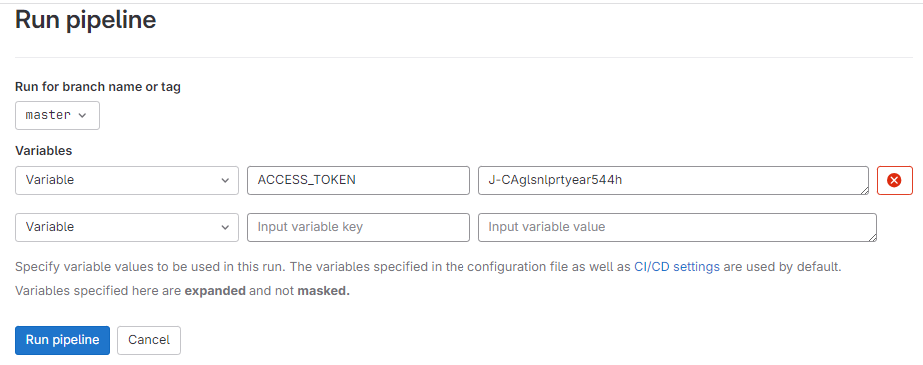 Run pipeline
Run for branch name or tag
master
Variables
Variable ACCESS_TOKEN J-CAglsnlprtyear544h
Variable Input variable key Input variable value
Specify variable values to be used in this run. The variables specified in the configuration file as well as CI/CD settings are used by default.
Variables specified here are expanded and not masked.
Run pipeline Cancel